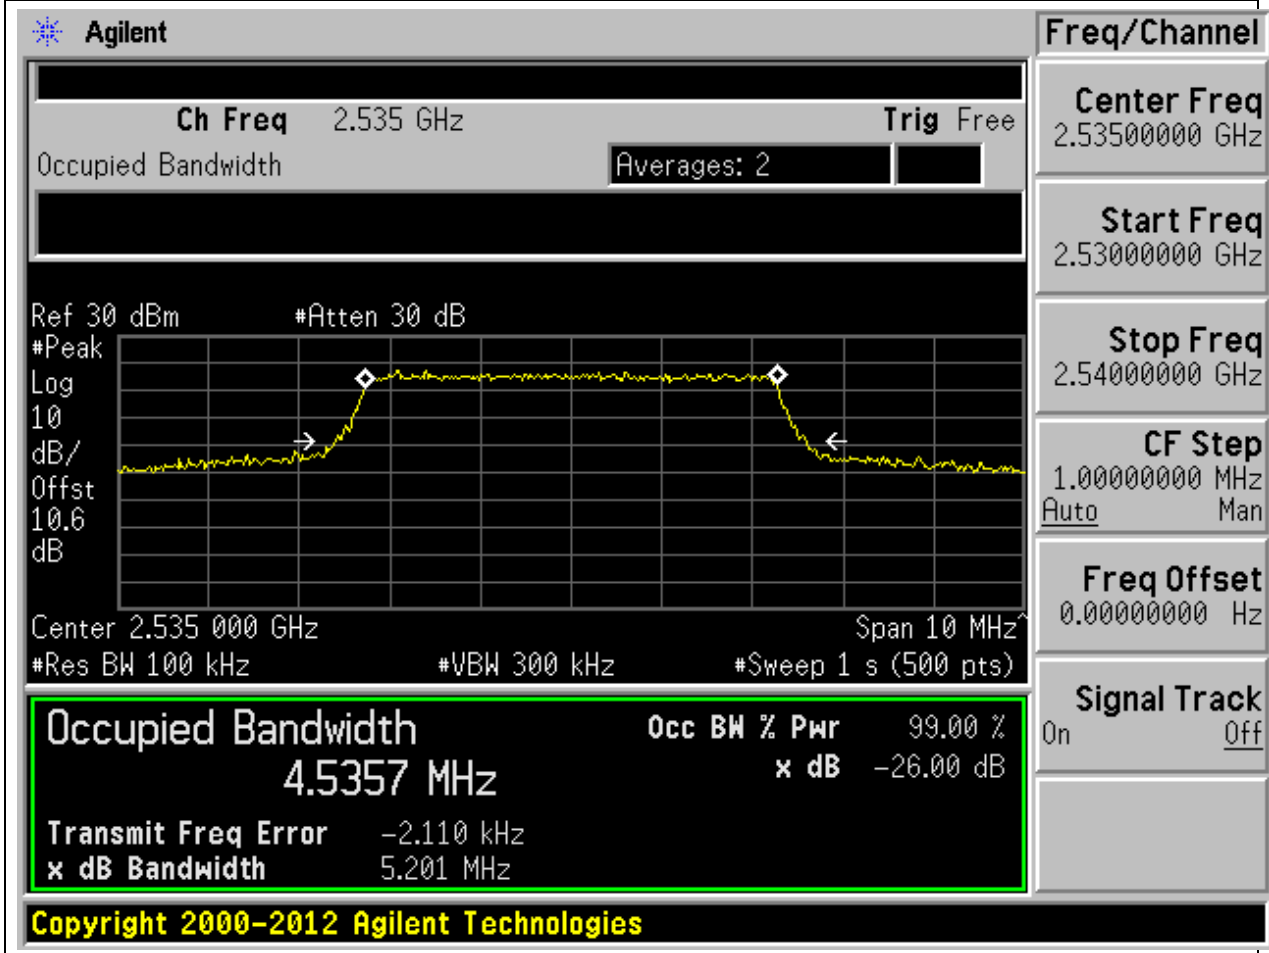 Agilent
Freq/Channel
Ch Freq 2.535 GHz Trig Free
Occupied Bandwidth Averages: 2
Center Freq
2.53500000 GHz
Start Freq
2.53000000 GHz
Stop Freq
2.54000000 GHz
CF Step
1.00000000 MHz
Auto Man
Freq Offset
0.00000000 Hz
Signal Track
On Off
Ref 30 dBm #Atten 30 dB
#Peak
Log
10
dB/
Offst
10.6
dB
Center 2.535 000 GHz Span 10 MHz^
#Res BW 100 kHz #VBW 300 kHz #Sweep 1 s (500 pts)
Occupied Bandwidth Occ BW % Pwr 99.00 %
4.5357 MHz x dB -26.00 dB
Transmit Freq Error -2.110 kHz
x dB Bandwidth 5.201 MHz
Copyright 2000-2012 Agilent Technologies